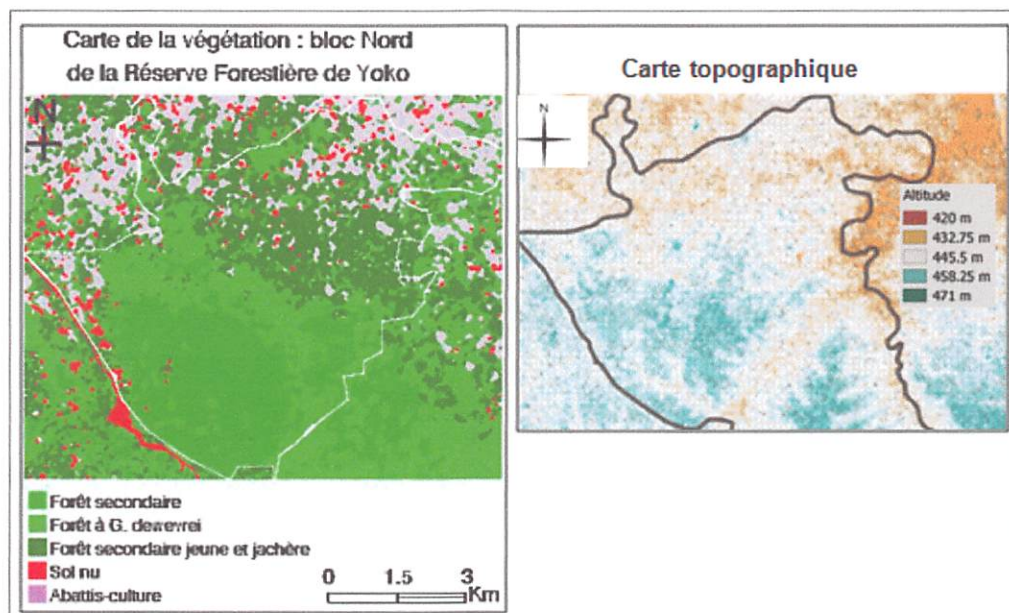 Carte de la végétation : bloc Nord
de la Réserve Forestière de Yoko
N
Forêt secondaire
Forêt à G. dewevrei
Forêt secondaire jeune et jachère
Sol nu
Abattis-culture
0 1.5 3
Km
Carte topographique
N
Altitude
420 m
432.75 m
445.5 m
458.25 m
471 m